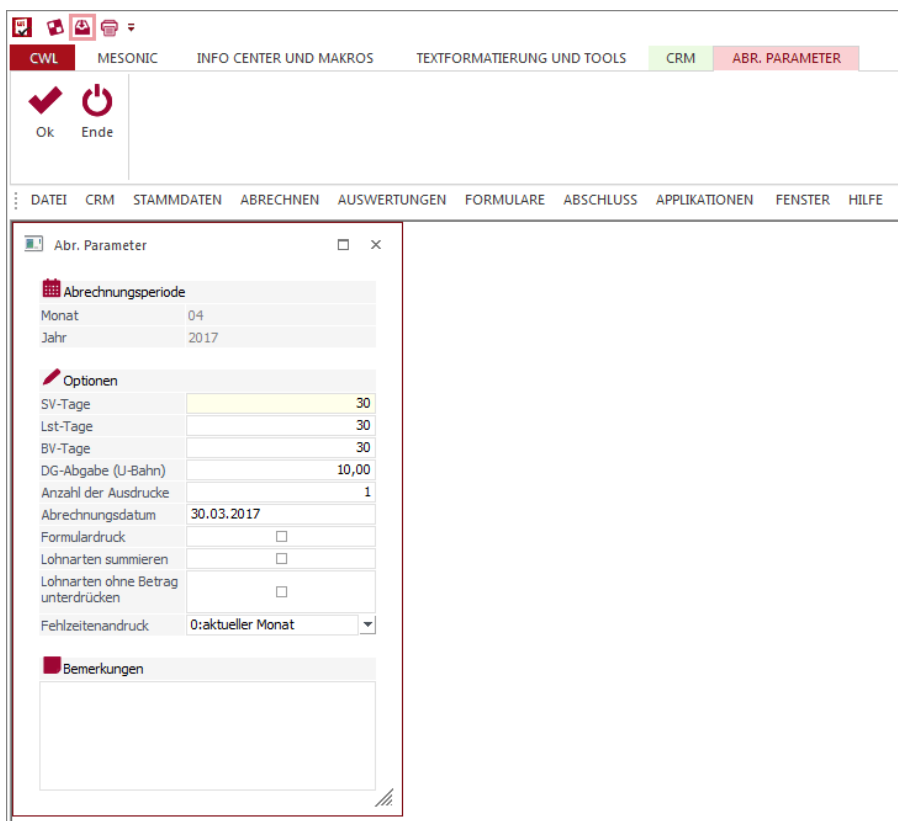 CWL MESONIC INFO CENTER UND MAKROS TEXTFORMATIERUNG UND TOOLS CRM ABR. PARAMETER
Ok Ende
DATEI CRM STAMMDATEN ABRECHNEN AUSWERTUNGEN FORMULARE ABSCHLUSS APPLIKATIONEN FENSTER HILFE
Abr. Parameter
Abrechnungsperiode
Monat 04
Jahr 2017
Optionen
SV-Tage 30
Lst-Tage 30
BV-Tage 30
DG-Abgabe (U-Bahn) 10,00
Anzahl der Ausdrucke 1
Abrechnungsdatum 30.03.2017
Formulardruck
Lohnarten summieren
Lohnarten ohne Betrag
unterdrücken
Fehlzeitenandruck 0:aktueller Monat
Bemerkungen